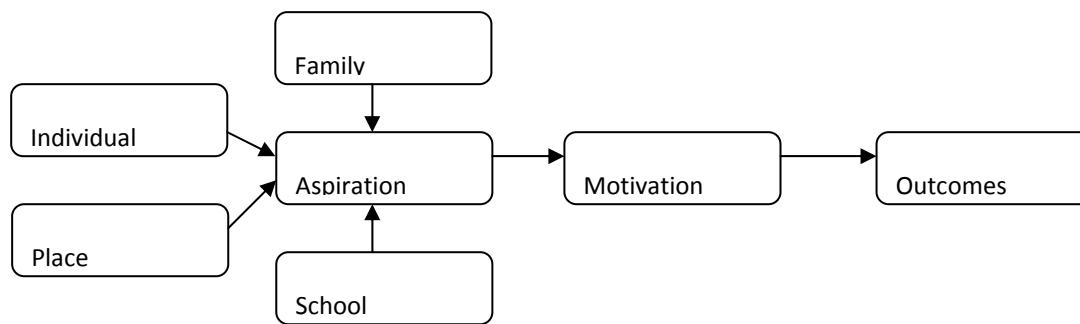 Family
Individual
Aspiration
Motivation
Outcomes
Place
School